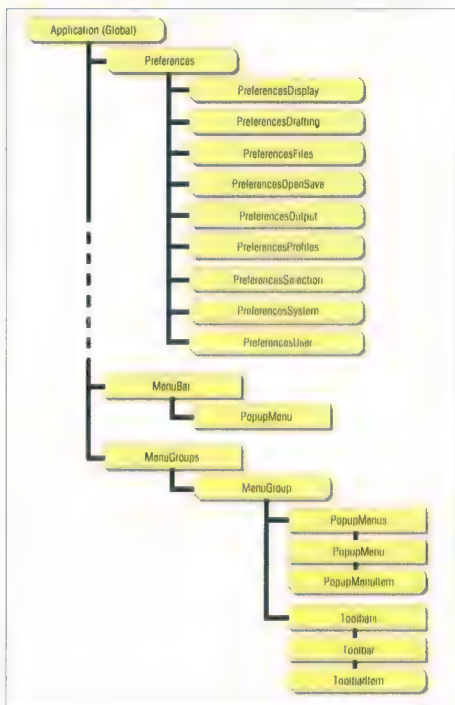 Application (Global)
Preferences
PreferencesDisplay
PreferencesDrafting
PreferencesFiles
PreferencesOpenSave
PreferencesOutput
PreferencesProfiles
PreferencesSelection
PreferencesSystem
PreferencesUser
MenuBar
PopupMenu
MenuGroups
MenuGroup
PopupMenus
PopupMenu
PopupMenuItem
Toolbars
Toolbar
ToolbarItem